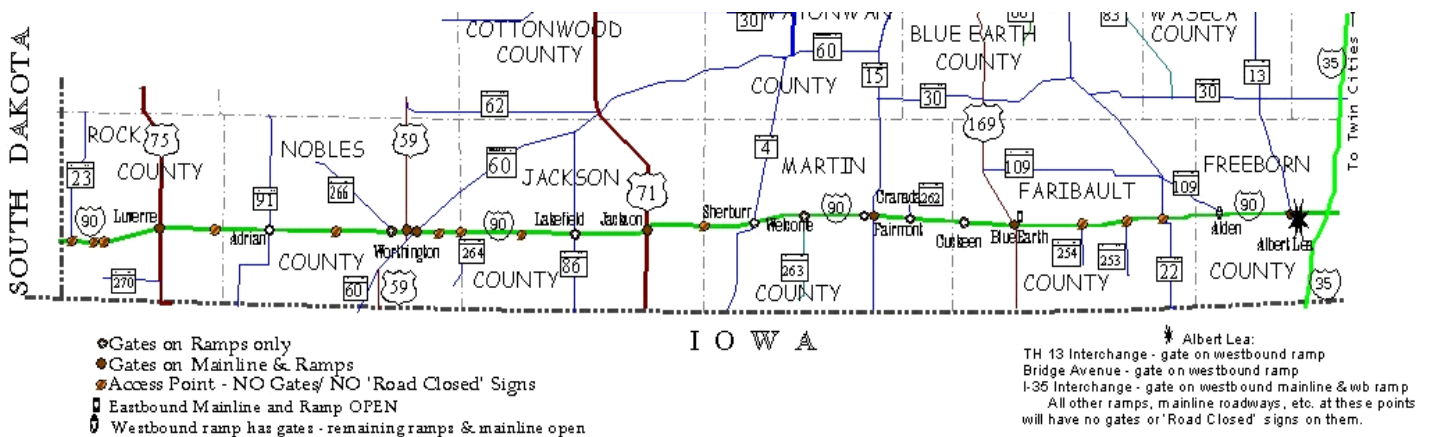 COTTONWOOD
COUNTY
30
WATONWAN
COUNTY
60
15
BLUE EARTH
COUNTY
83
WASECA
COUNTY
30
30
13
35
To Twin Cities
SOUTH DAKOTA
ROCK
COUNTY
75
23
90
Luverne
270
NOBLES
COUNTY
91
Adrian
266
59
62
60
Worthington
60
59
264
90
JACKSON
COUNTY
Lakefield
86
Jackson
71
Sherburn
4
MARTIN
COUNTY
Welcome
90
263
Granada
262
Fairmont
Guckeen
169
109
FARIBAULT
COUNTY
Blue Earth
254
253
22
109
FREEBORN
COUNTY
90
Alden
Albert Lea
35
IOWA
Gates on Ramps only
Gates on Mainline & Ramps
Access Point - NO Gates/ NO 'Road Closed' Signs
Eastbound Mainline and Ramp OPEN
Westbound ramp has gates - remaining ramps & mainline open
Albert Lea:
TH 13 Interchange - gate on westbound ramp
Bridge Avenue - gate on westbound ramp
I-35 Interchange - gate on westbound mainline & wb ramp
All other ramps, mainline roadways, etc. at these points
will have no gates or 'Road Closed' signs on them.